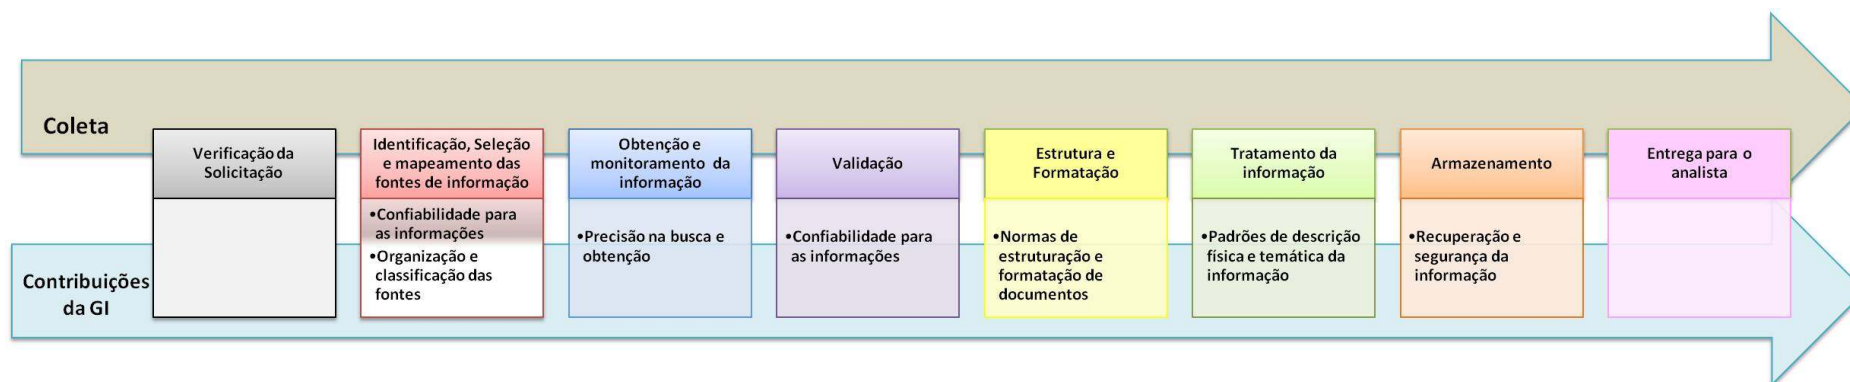 Coleta
Verificação da
Solicitação
Identificação, Seleção
e mapeamento das
fontes de informação
•Confiabilidade para
as informações
•Organização e
classificação das
fontes
Obtenção e
monitoramento da
informação
•Precisão na busca e
obtenção
Validação
•Confiabilidade para
as informações
Estrutura e
Formatação
•Normas de
estruturação e
formatação de
documentos
Tratamento da
informação
•Padrões de descrição
física e temática da
informação
Armazenamento
•Recuperação e
segurança da
informação
Entrega para o
analista
Contribuições
da GI